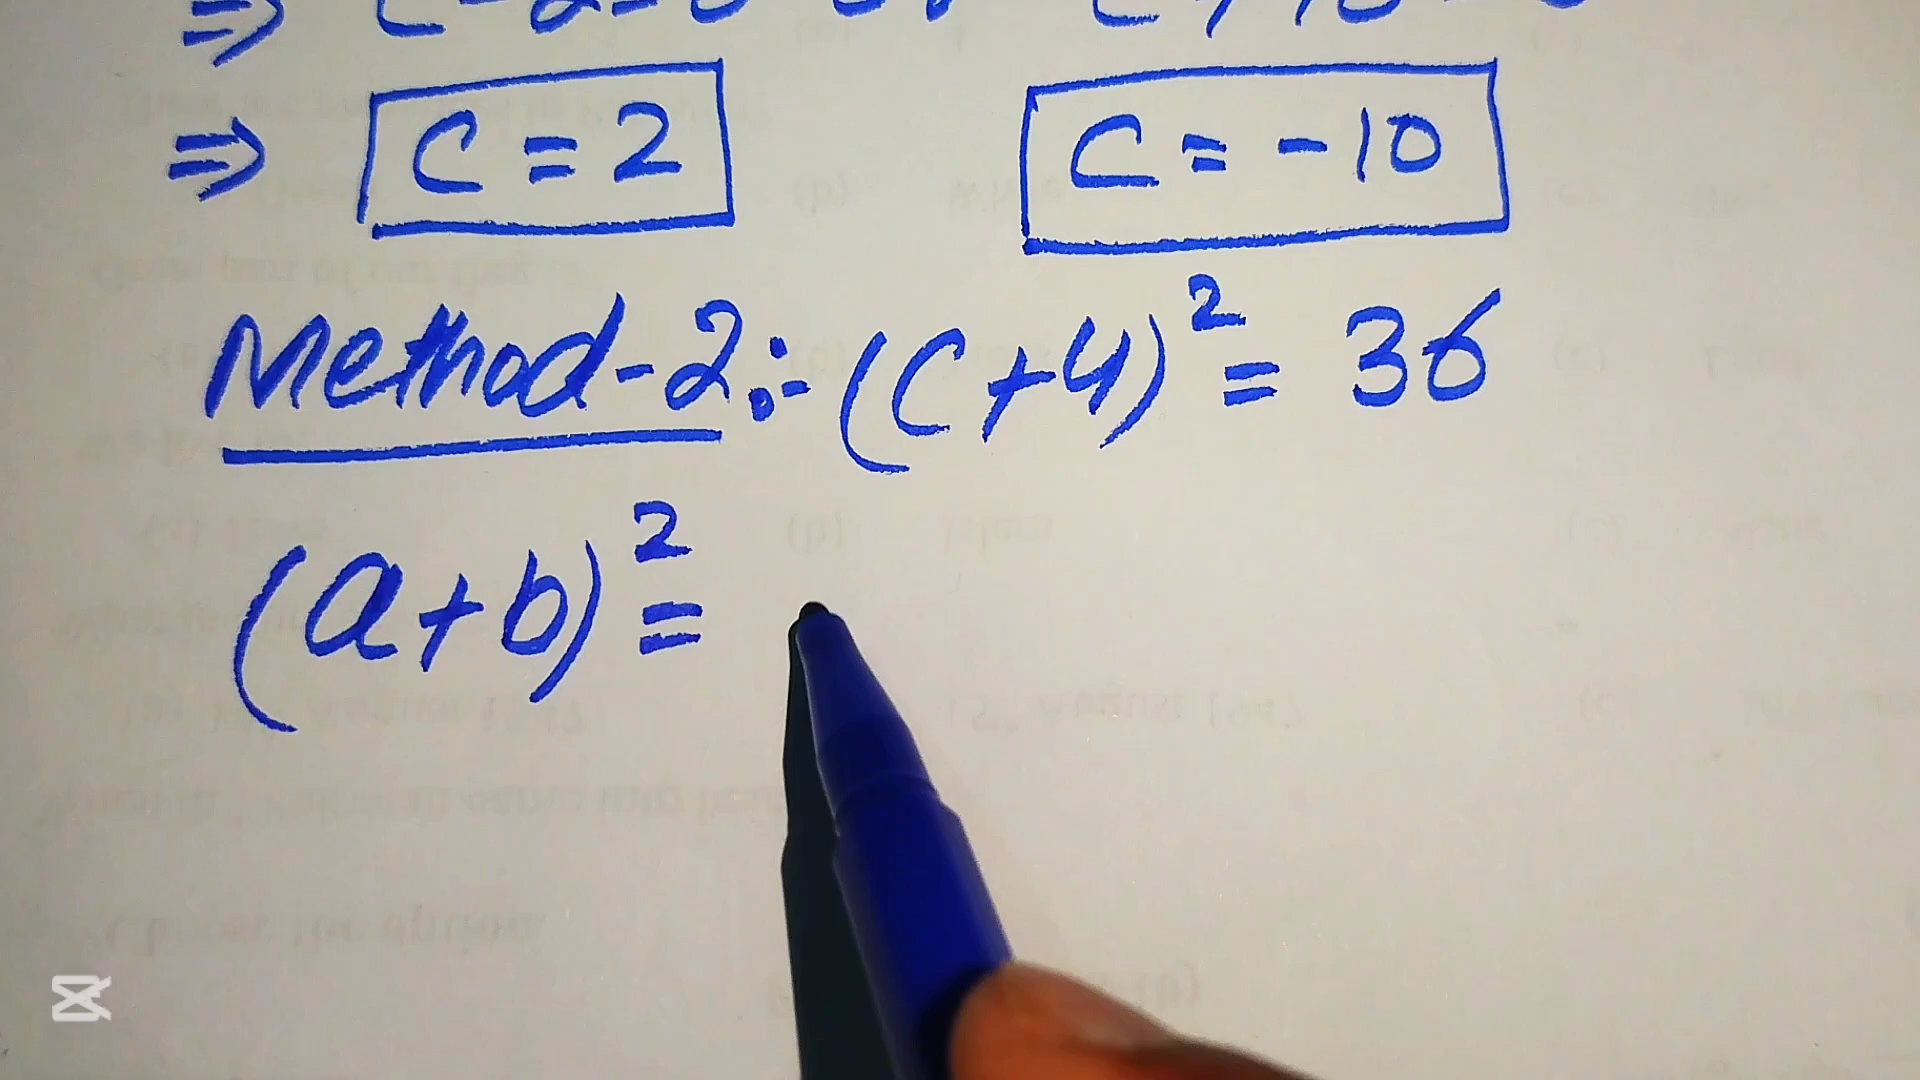 ⇒ C = 2 C = -10
Method-2:- (C+4)² = 36
(a+b)² =